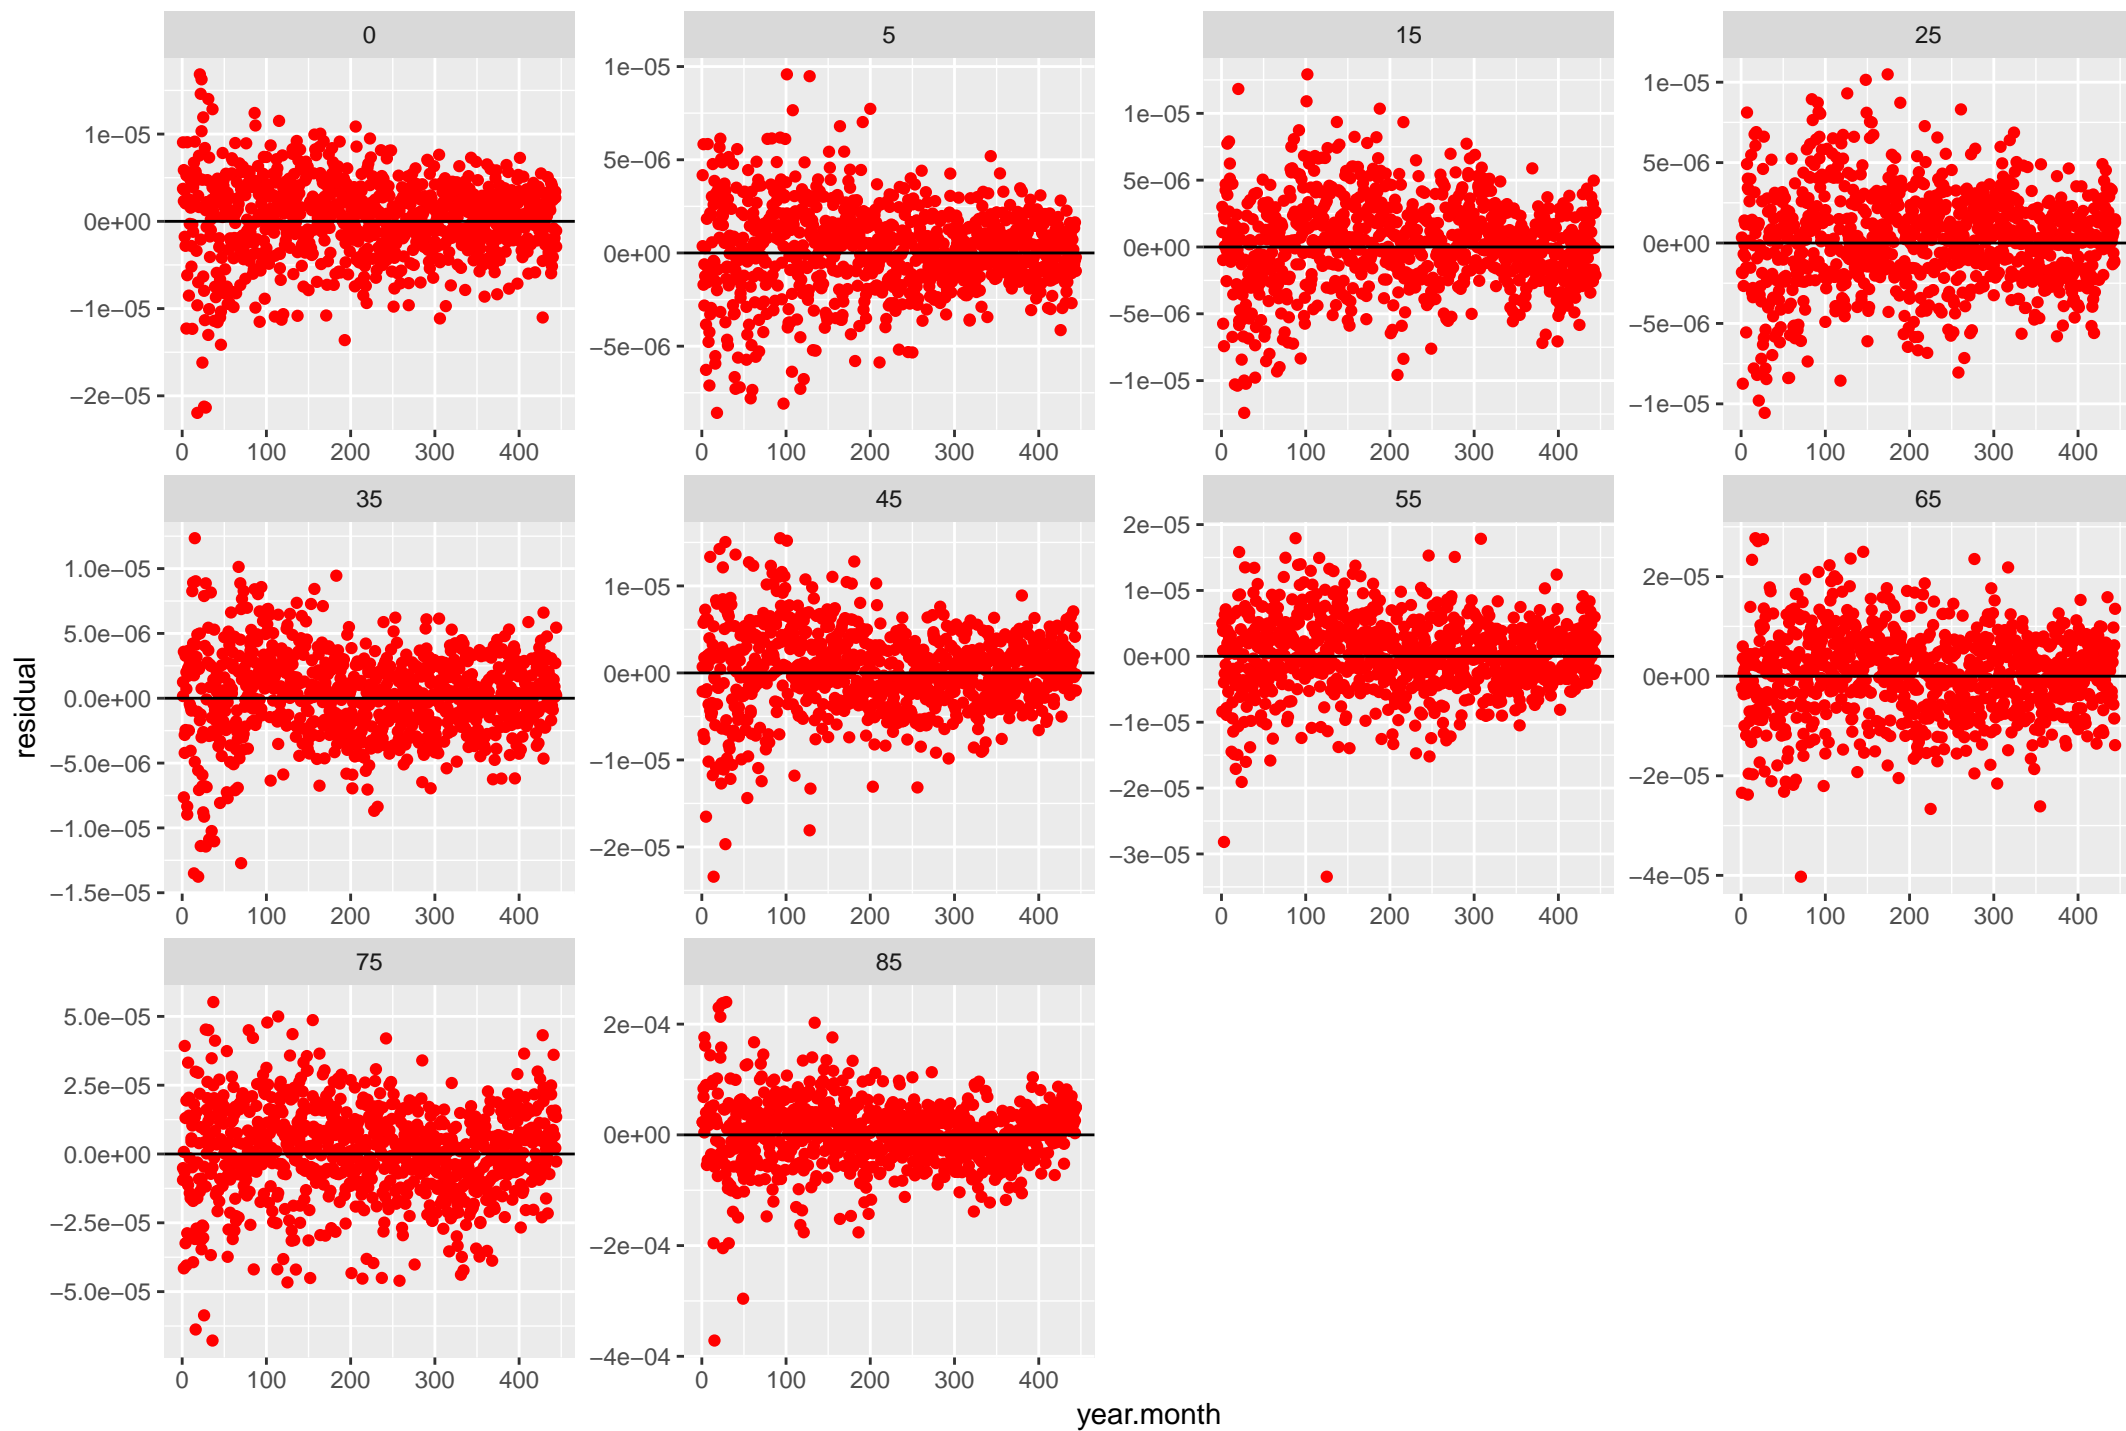 0 5 15 25
1e−05 0e+00 −1e−05 −2e−05
1e−05 5e−06 0e+00 −5e−06
1e−05 5e−06 0e+00 −5e−06 −1e−05
1e−05 5e−06 0e+00 −5e−06 −1e−05
0 100 200 300 400 0 100 200 300 400 0 100 200 300 400 0 100 200 300 400
35 45 55 65
1.0e−05 5.0e−06 0.0e+00 −5.0e−06 −1.0e−05 −1.5e−05
1e−05 0e+00 −1e−05 −2e−05
2e−05 1e−05 0e+00 −1e−05 −2e−05 −3e−05
2e−05 0e+00 −2e−05 −4e−05
0 100 200 300 400 0 100 200 300 400 0 100 200 300 400 0 100 200 300 400
75 85
5.0e−05 2.5e−05 0.0e+00 −2.5e−05 −5.0e−05
2e−04 0e+00 −2e−04 −4e−04
0 100 200 300 400 0 100 200 300 400
residual
year.month